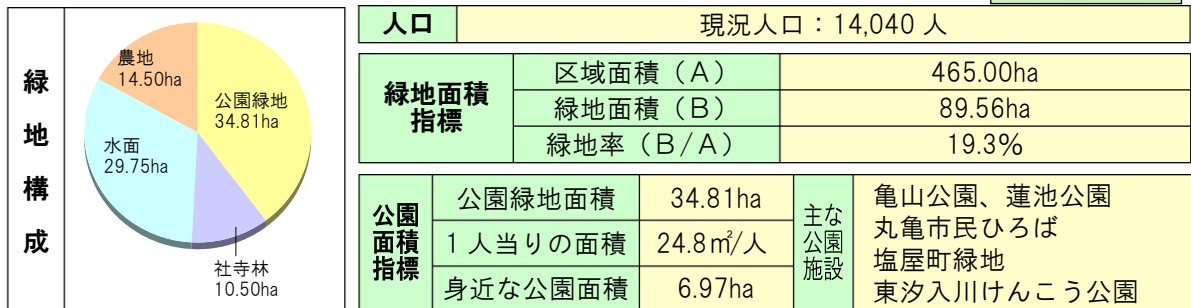 緑地構成
農地
14.50ha
公園緑地
34.81ha
水面
29.75ha
社寺林
10.50ha
人口 現況人口：14,040 人
緑地面積
指標
区域面積（A） 465.00ha
緑地面積（B） 89.56ha
緑地率（B/A） 19.3%
公園
面積
指標
公園緑地面積 34.81ha
1人当りの面積 24.8㎡/人
身近な公園面積 6.97ha
主な
公園
施設
亀山公園、蓮池公園
丸亀市民ひろば
塩屋町緑地
東汐入川けんこう公園